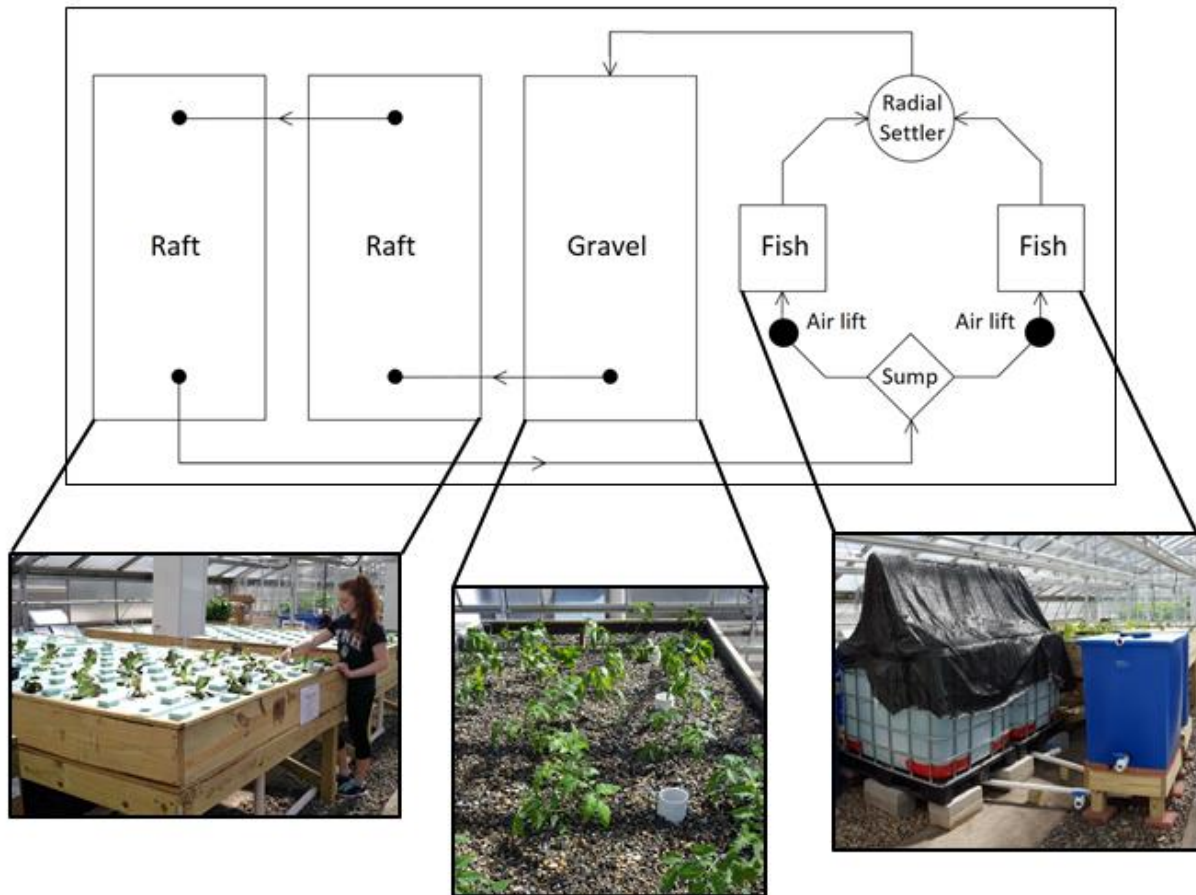 Radial
Settler
Raft
Raft
Gravel
Fish
Fish
Air lift
Air lift
Sump